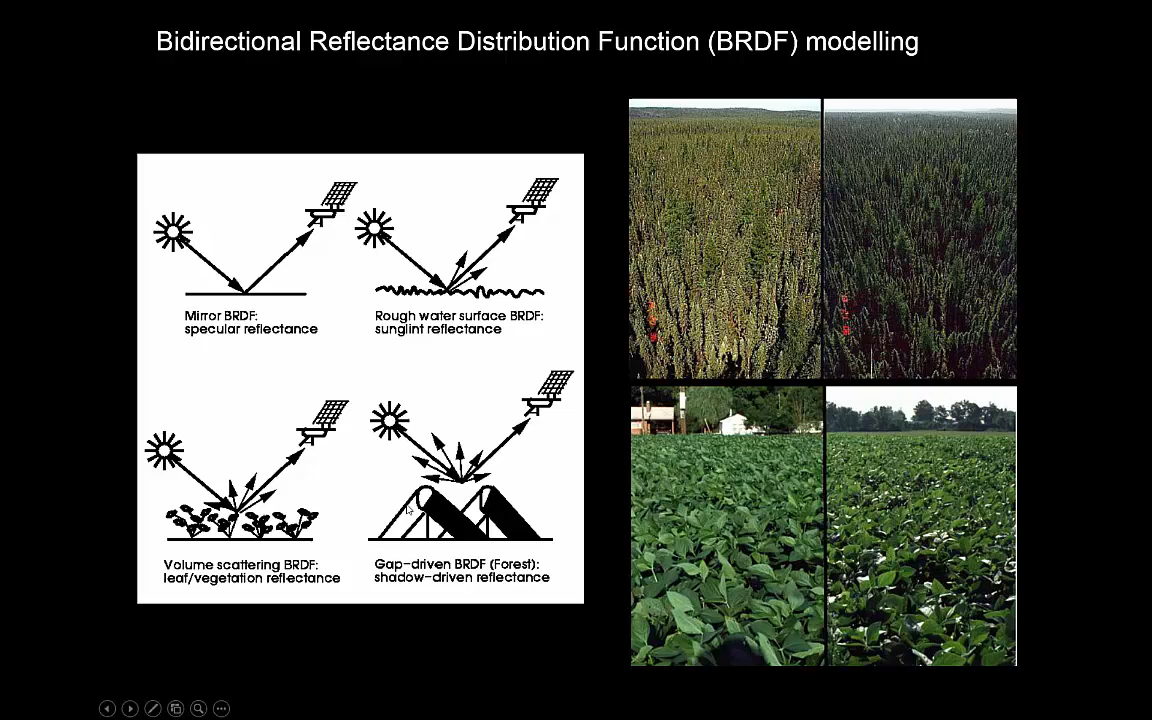 Bidirectional Reflectance Distribution Function (BRDF) modelling
Mirror BRDF:
specular reflectance
Rough water surface BRDF:
sunglint reflectance
Volume scattering BRDF:
leaf/vegetation reflectance
Gap-driven BRDF (Forest):
shadow-driven reflectance